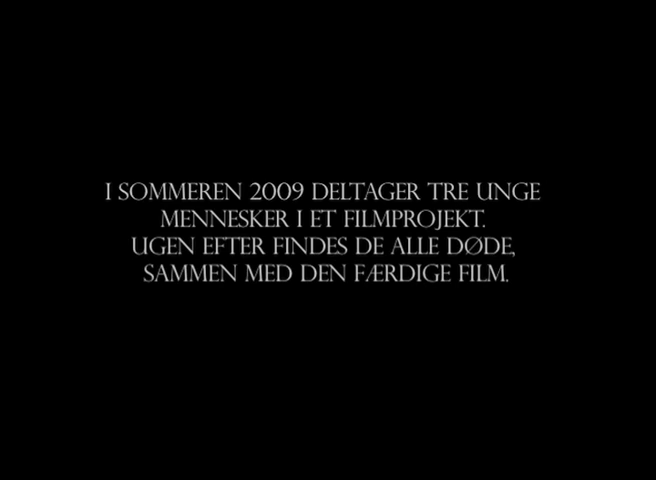 I SOMMEREN 2009 DELTAGER TRE UNGE
MENNESKER I ET FILMPROJEKT.
UGEN EFTER FINDES DE ALLE DØDE,
SAMMEN MED DEN FÆRDIGE FILM.